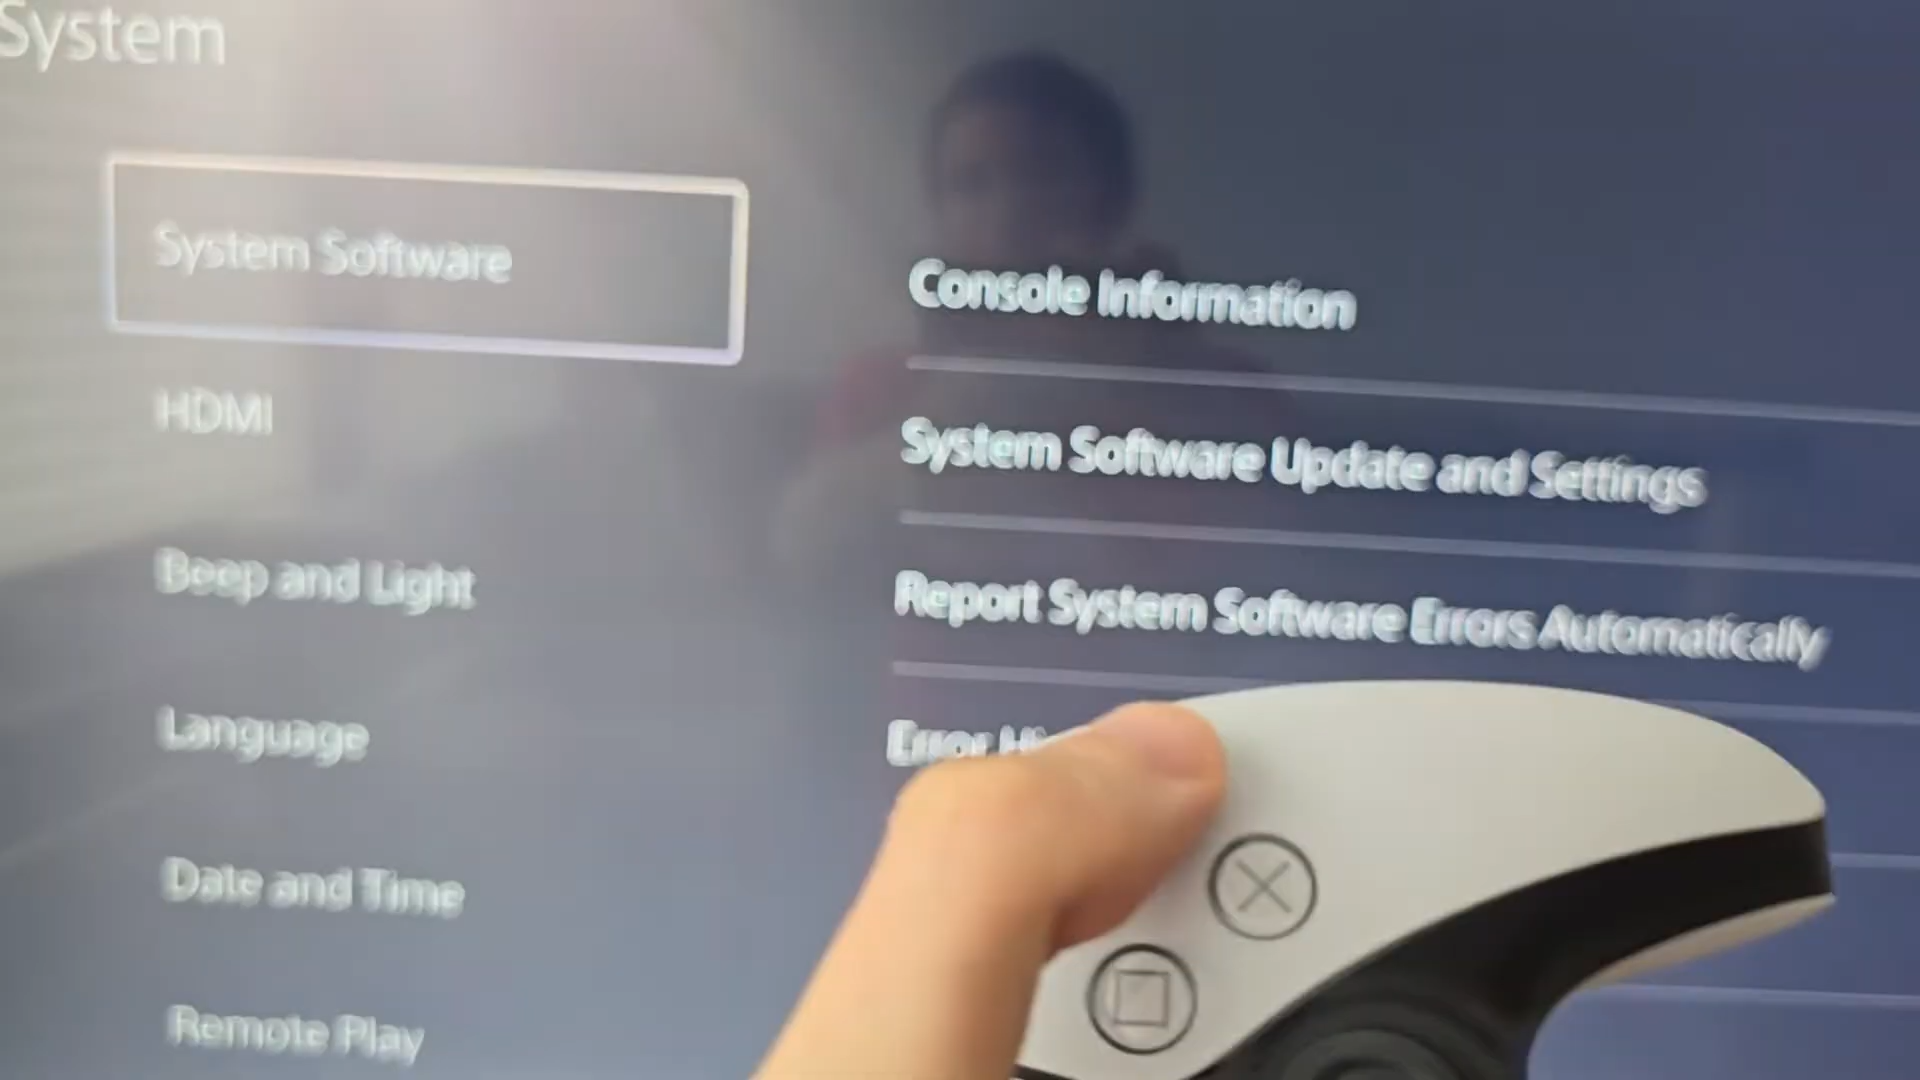 System
System Software
HDMI
Beep and Light
Language
Date and Time
Remote Play
Console Information
System Software Update and Settings
Report System Software Errors Automatically
Error